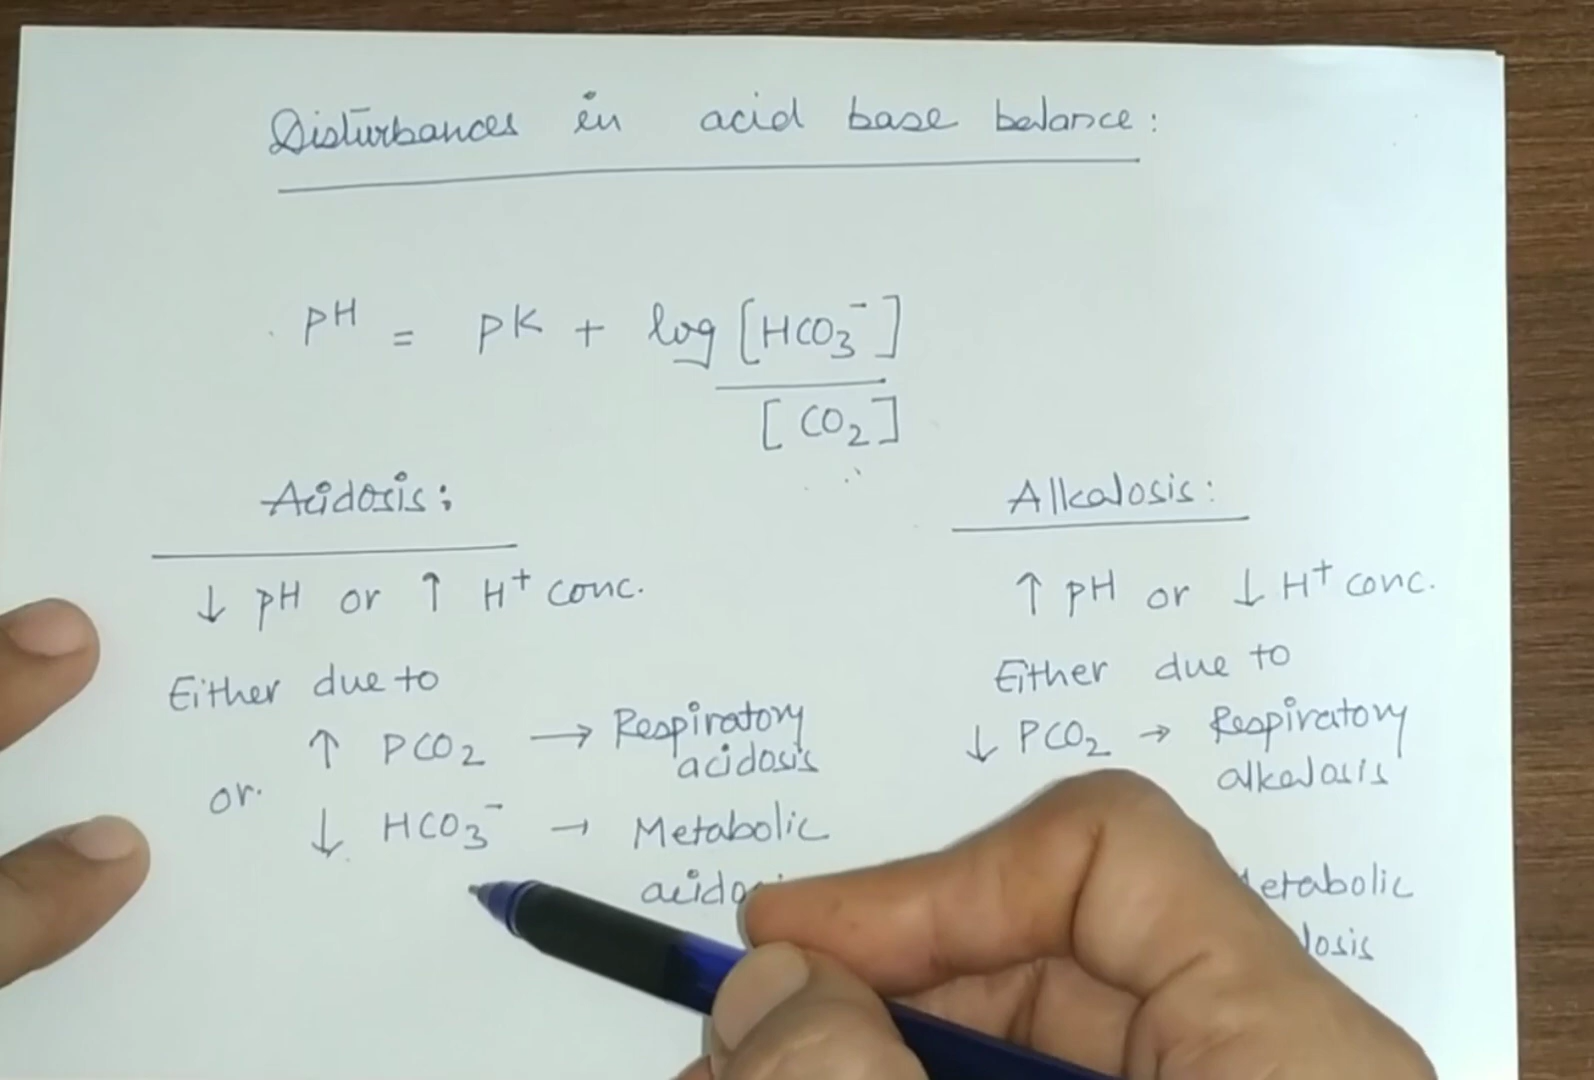 Disturbances in acid base balance:
pH = pK + log [HCO3-]
[CO2]
Acidosis:
↓ pH or ↑ H+ conc.
Either due to
↑ PCO2 → Respiratory
acidosis
or
↓ HCO3- → Metabolic
Alkalosis:
↑ pH or ↓ H+ conc.
Either due to
↓ PCO2 → Respiratory
alkalosis